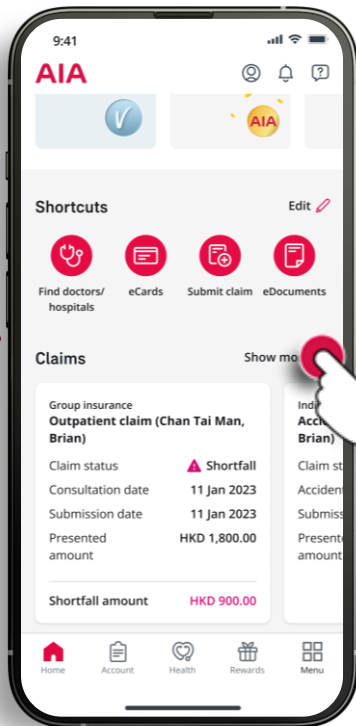 9:41
AIA
AIA
Shortcuts
Edit
Find doctors/
hospitals
eCards
Submit claim
eDocuments
Claims
Show mo
Group insurance
Outpatient claim (Chan Tai Man,
Brian)
Claim status
Shortfall
Consultation date
11 Jan 2023
Submission date
11 Jan 2023
Presented
amount
HKD 1,800.00
Shortfall amount
HKD 900.00
Indi
Acci
Brian)
Claim st
Acciden
Submiss
Present
amount
Home
Account
Health
Rewards
Menu